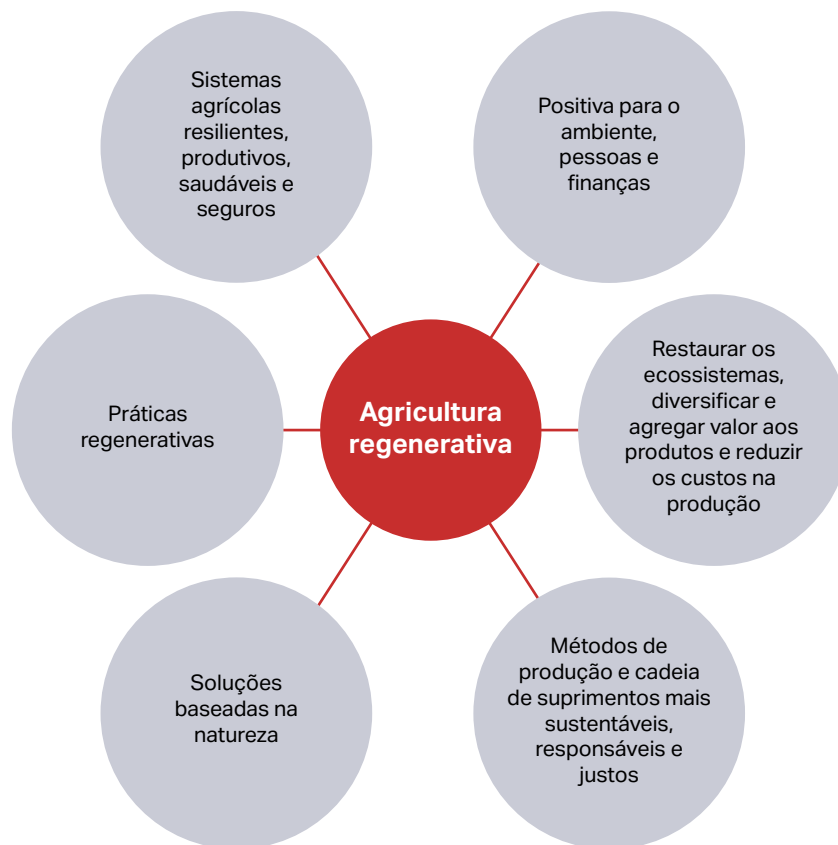 Sistemas
agrícolas
resilientes,
produtivos,
saudáveis e
seguros
Positiva para o
ambiente,
pessoas e
finanças
Práticas
regenerativas
Agricultura
regenerativa
Restaurar os
ecossistemas,
diversificar e
agregar valor aos
produtos e reduzir
os custos na
produção
Soluções
baseadas na
natureza
Métodos de
produção e cadeia
de suprimentos mais
sustentáveis,
responsáveis e
justos